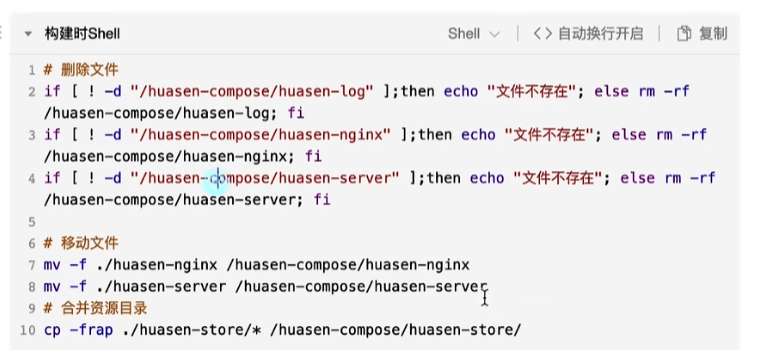 构建时Shell
Shell
自动换行开启
复制
1 # 删除文件
2 if [ ! -d "/huasen-compose/huasen-log" ];then echo "文件不存在"; else rm -rf
/huasen-compose/huasen-log; fi
3 if [ ! -d "/huasen-compose/huasen-nginx" ];then echo "文件不存在"; else rm -rf
/huasen-compose/huasen-nginx; fi
4 if [ ! -d "/huasen-compose/huasen-server" ];then echo "文件不存在"; else rm -rf
/huasen-compose/huasen-server; fi
5
6 # 移动文件
7 mv -f ./huasen-nginx /huasen-compose/huasen-nginx
8 mv -f ./huasen-server /huasen-compose/huasen-server
9 # 合并资源目录
10 cp -frap ./huasen-store/* /huasen-compose/huasen-store/